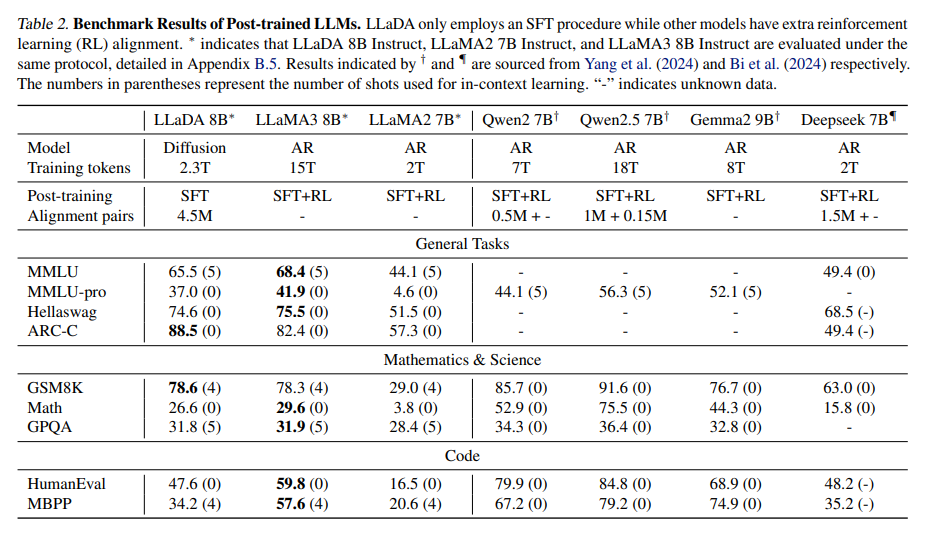 Table 2. Benchmark Results of Post-trained LLMs. LLaDA only employs an SFT procedure while other models have extra reinforcement
learning (RL) alignment. * indicates that LLaDA 8B Instruct, LLaMA2 7B Instruct, and LLaMA3 8B Instruct are evaluated under the
same protocol, detailed in Appendix B.5. Results indicated by † and ¶ are sourced from Yang et al. (2024) and Bi et al. (2024) respectively.
The numbers in parentheses represent the number of shots used for in-context learning. “-” indicates unknown data.
LLaDA 8B* LLaMA3 8B* LLaMA2 7B* Qwen2 7B† Qwen2.5 7B† Gemma2 9B† Deepseek 7B¶
Model Diffusion AR AR AR AR AR AR
Training tokens 2.3T 15T 2T 7T 18T 8T 2T
Post-training SFT SFT+RL SFT+RL SFT+RL SFT+RL SFT+RL SFT+RL
Alignment pairs 4.5M - - 0.5M + - 1M + 0.15M - 1.5M + -
General Tasks
MMLU 65.5 (5) 68.4 (5) 44.1 (5) - - - 49.4 (0)
MMLU-pro 37.0 (0) 41.9 (0) 4.6 (0) 44.1 (5) 56.3 (5) 52.1 (5) -
Hellaswag 74.6 (0) 75.5 (0) 51.5 (0) - - - 68.5 (-)
ARC-C 88.5 (0) 82.4 (0) 57.3 (0) - - - 49.4 (-)
Mathematics & Science
GSM8K 78.6 (4) 78.3 (4) 29.0 (4) 85.7 (0) 91.6 (0) 76.7 (0) 63.0 (0)
Math 26.6 (0) 29.6 (0) 3.8 (0) 52.9 (0) 75.5 (0) 44.3 (0) 15.8 (0)
GPQA 31.8 (5) 31.9 (5) 28.4 (5) 34.3 (0) 36.4 (0) 32.8 (0) -
Code
HumanEval 47.6 (0) 59.8 (0) 16.5 (0) 79.9 (0) 84.8 (0) 68.9 (0) 48.2 (-)
MBPP 34.2 (4) 57.6 (4) 20.6 (4) 67.2 (0) 79.2 (0) 74.9 (0) 35.2 (-)